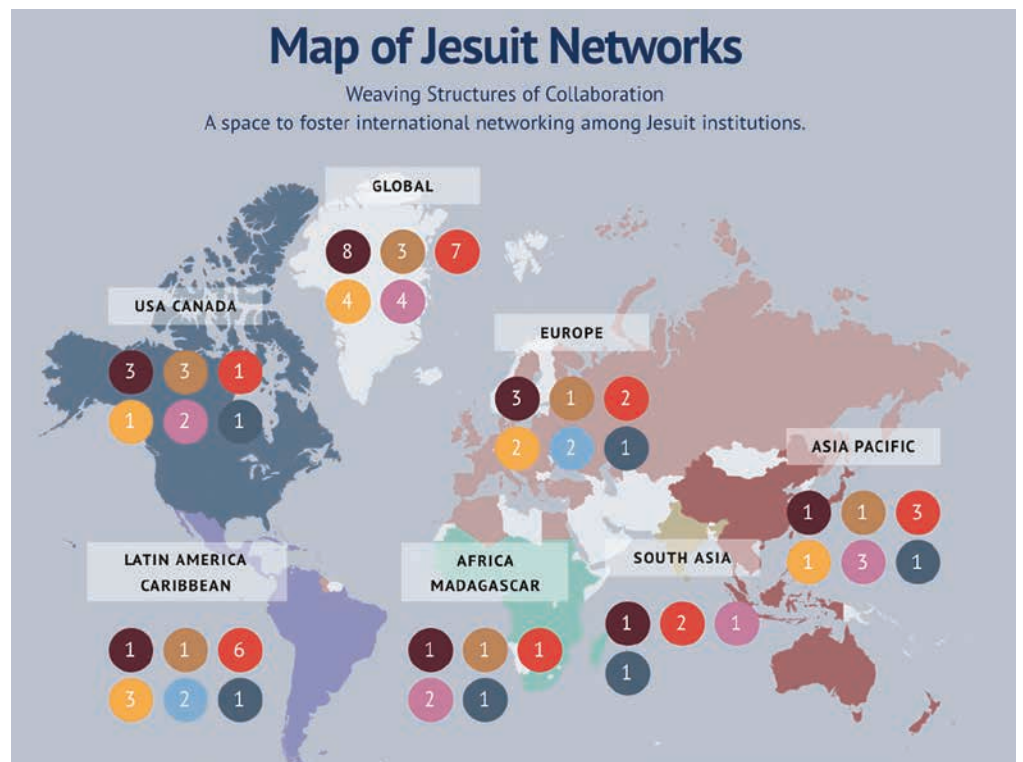 Map of Jesuit Networks
Weaving Structures of Collaboration
A space to foster international networking among Jesuit institutions.
GLOBAL
8 3 7
4 4
USA CANADA
3 3 1
1 2 1
EUROPE
3 1 2
2 2 1
ASIA PACIFIC
1 1 3
1 3 1
LATIN AMERICA
CARIBBEAN
1 1 6
3 2 1
AFRICA
MADAGASCAR
1 1 1
2 1
SOUTH ASIA
1 2 1
1